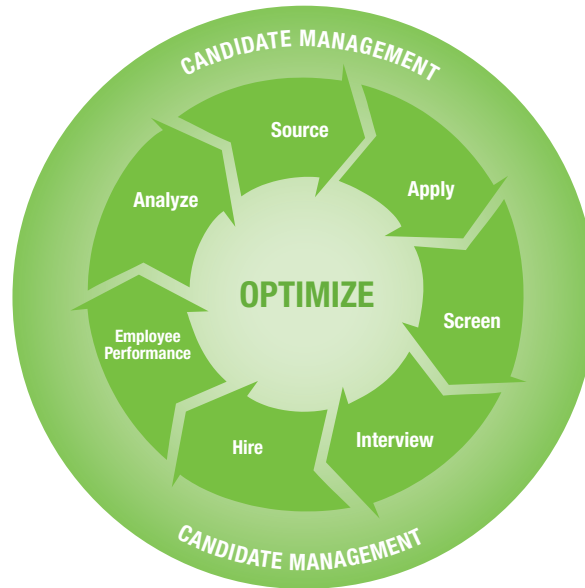 CANDIDATE MANAGEMENT
Source
Apply
Screen
Interview
Hire
Employee
Performance
Analyze
OPTIMIZE
CANDIDATE MANAGEMENT